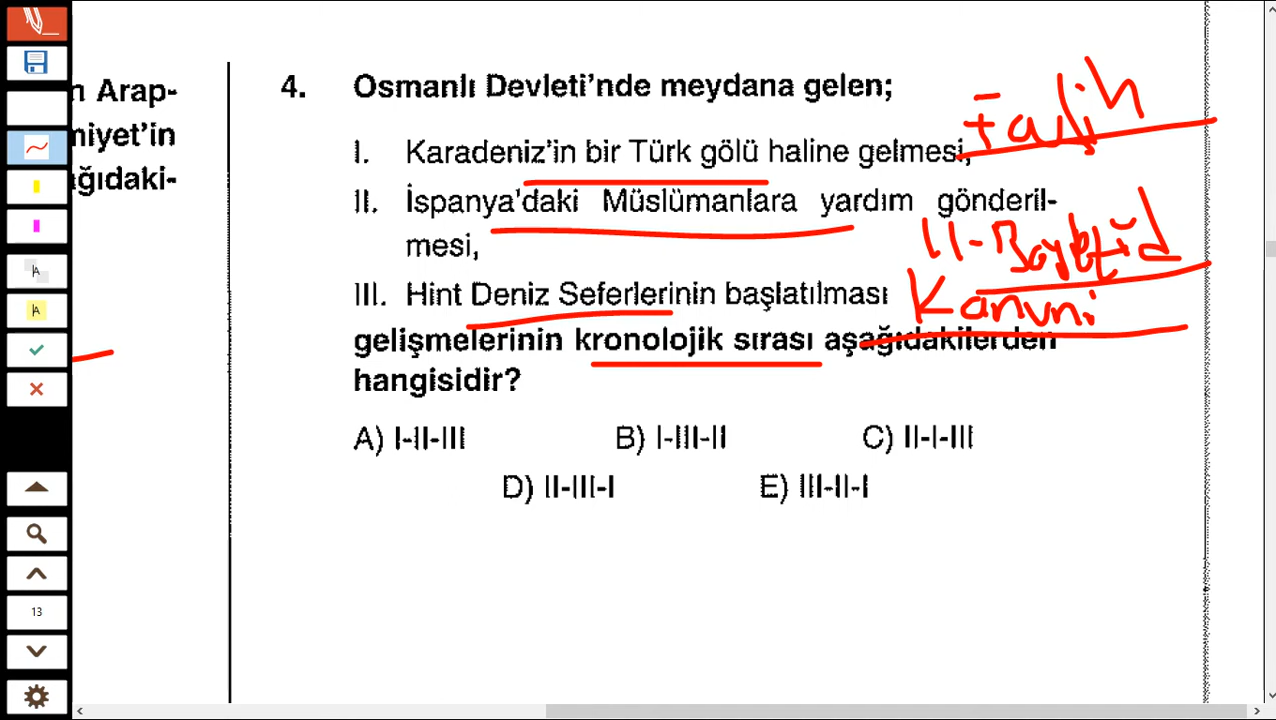 n Arap-
miyet'in
ağıdaki-
4. Osmanlı Devleti'nde meydana gelen;
I. Karadeniz'in bir Türk gölü haline gelmesi,
Fatih
II. İspanya'daki Müslümanlara yardım gönderil-
mesi,
II-Bayezid
III. Hint Deniz Seferlerinin başlatılması
Kanuni
gelişmelerinin kronolojik sırası aşağıdakilerden
hangisidir?
A) I-II-III B) I-III-II C) II-I-III
D) II-III-I E) III-II-I
A
A
13